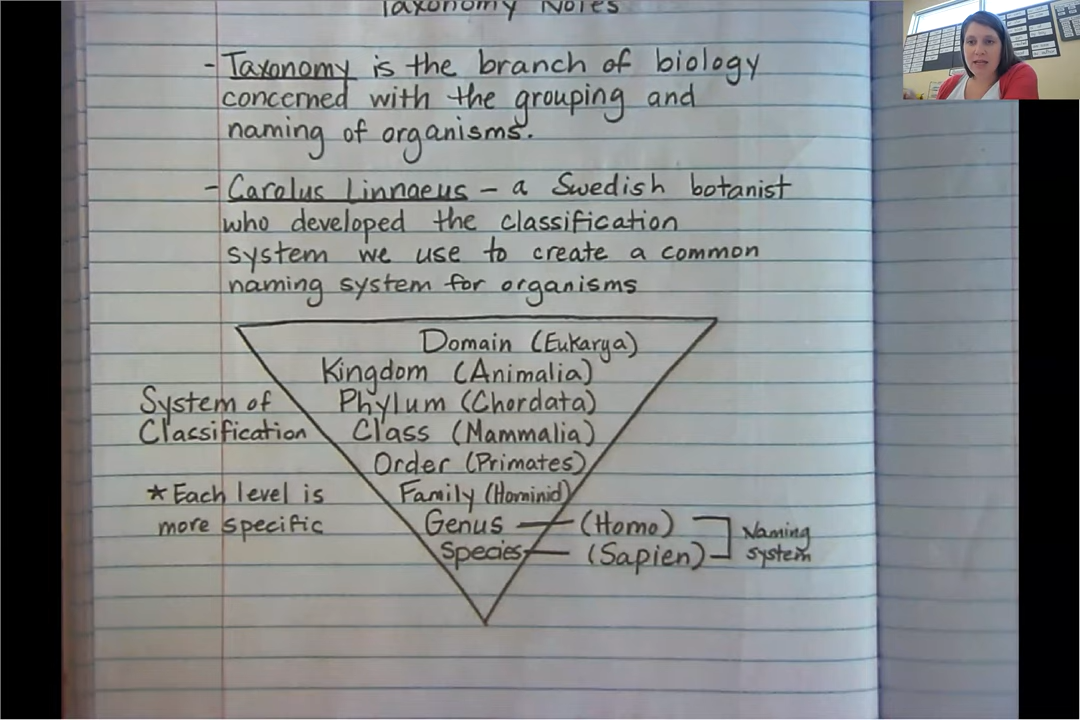 Taxonomy Notes
- Taxonomy is the branch of biology
concerned with the grouping and
naming of organisms.
- Carolus Linnaeus - a Swedish botanist
who developed the classification
system we use to create a common
naming system for organisms
Domain (Eukarya)
Kingdom (Animalia)
Phylum (Chordata)
Class (Mammalia)
Order (Primates)
Family (Hominid)
Genus — (Homo)
Species — (Sapien)
System of
Classification
* Each level is
more specific
Naming
system